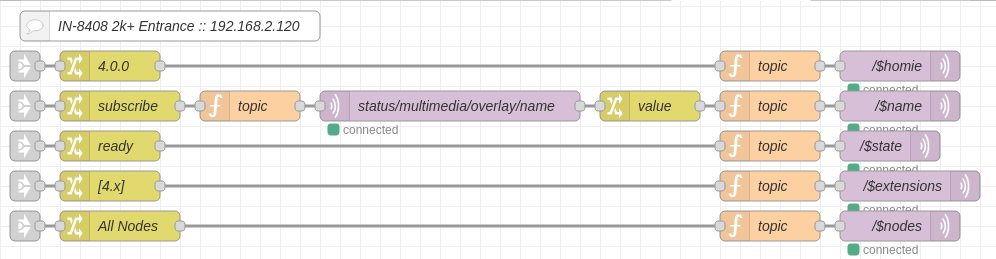 IN-8408 2k+ Entrance :: 192.168.2.120
4.0.0 topic /$homie
connected
subscribe topic status/multimedia/overlay/name value topic /$name
connected connected
ready topic /$state
connected
[4.x] topic /$extensions
connected
All Nodes topic /$nodes
connected